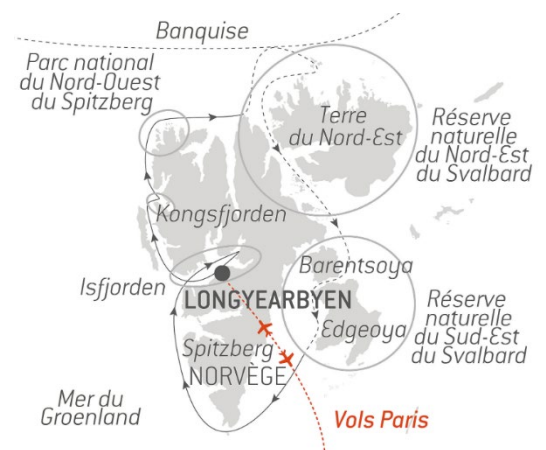 Banquise
Parc national
du Nord-Ouest
du Spitzberg
Terre
du Nord-Est
Réserve
naturelle
du Nord-Est
du Svalbard
Kongsfjorden
Isfjorden
LONGYEARBYEN
Barentsoya
Edgeoya
Réserve
naturelle
du Sud-Est
du Svalbard
Spitzberg
NORVÈGE
Mer du
Groenland
Vols Paris